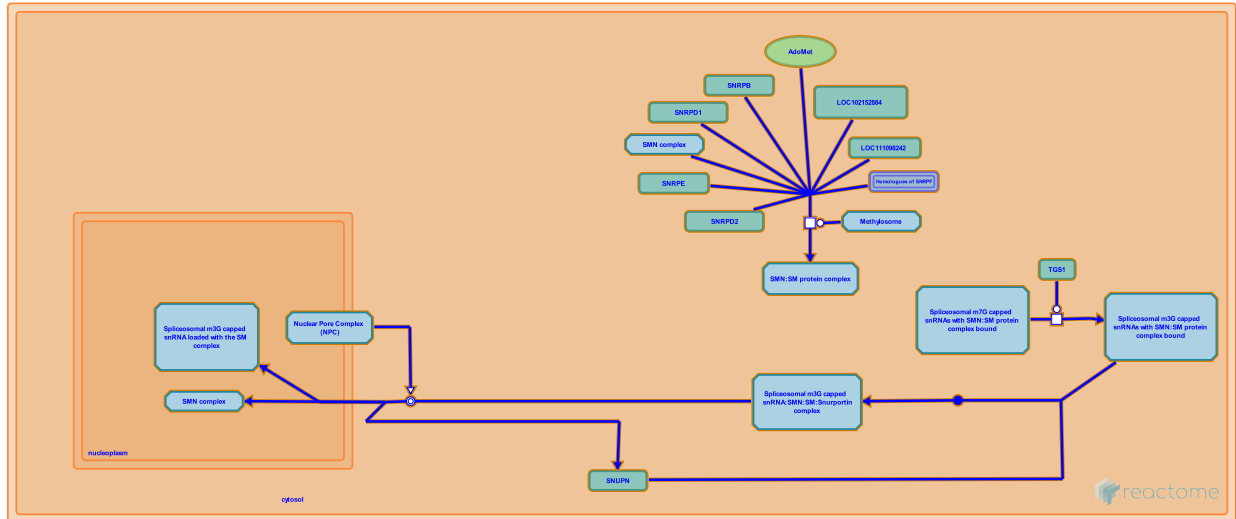 AdoMet
SNRPB
LOC102152884
SNRPD1
SMN complex
LOC111098242
SNRPE
Homologues of SNRPF
SNRPD2
Methylosome
SMN:SM protein complex
TGS1
Spliceosomal m7G capped
snRNAs with SMN:SM protein
complex bound
Spliceosomal m3G capped
snRNAs with SMN:SM protein
complex bound
Spliceosomal m3G capped
snRNA loaded with the SM
complex
Nuclear Pore Complex
(NPC)
SMN complex
Spliceosomal m3G capped
snRNA:SMN:SM:Snurportin
complex
nucleoplasm
SNUPN
cytosol
reactome